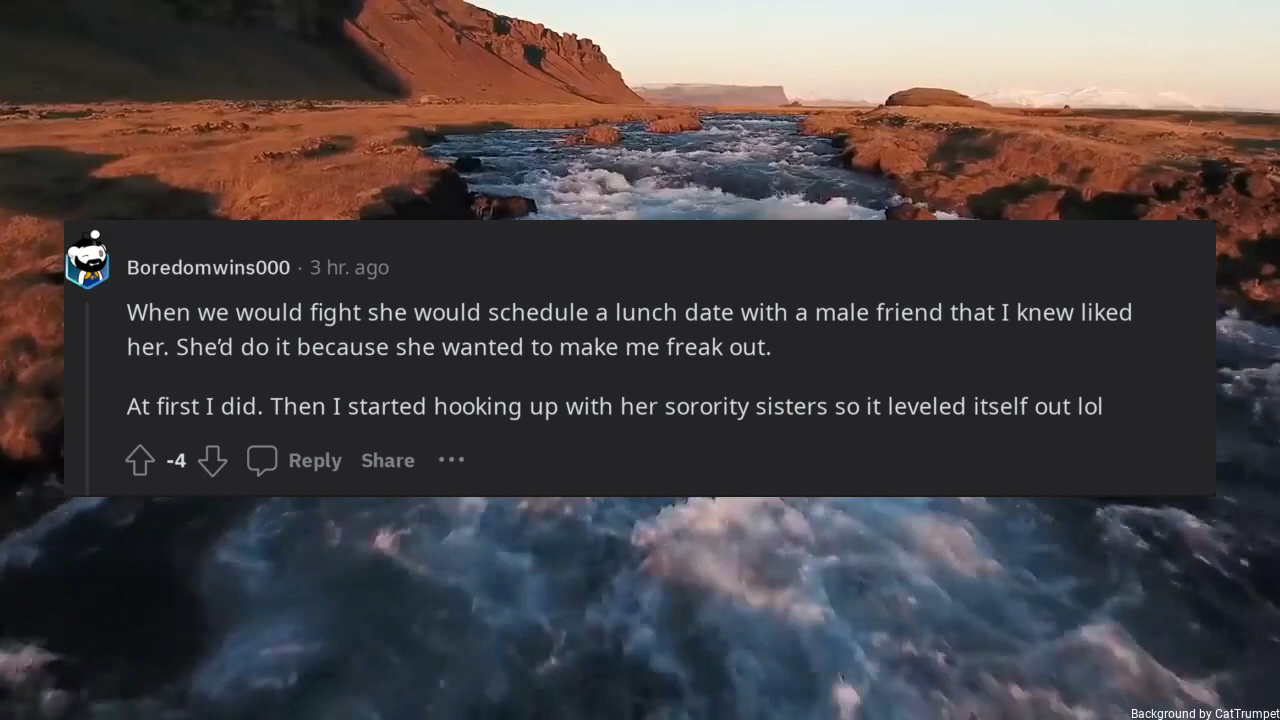 Boredomwins000 · 3 hr. ago
When we would fight she would schedule a lunch date with a male friend that I knew liked
her. She’d do it because she wanted to make me freak out.
At first I did. Then I started hooking up with her sorority sisters so it leveled itself out lol
-4 Reply Share ···
Background by CatTrumpet